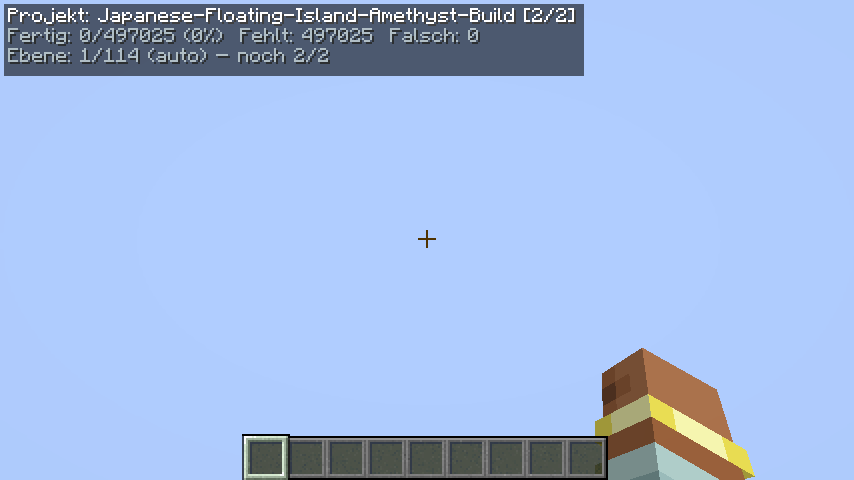 Projekt: Japanese-Floating-Island-Amethyst-Build [2/2]
Fertig: 0/497025 (0%) Fehlt: 497025 Falsch: 0
Ebene: 1/114 (auto) — noch 2/2